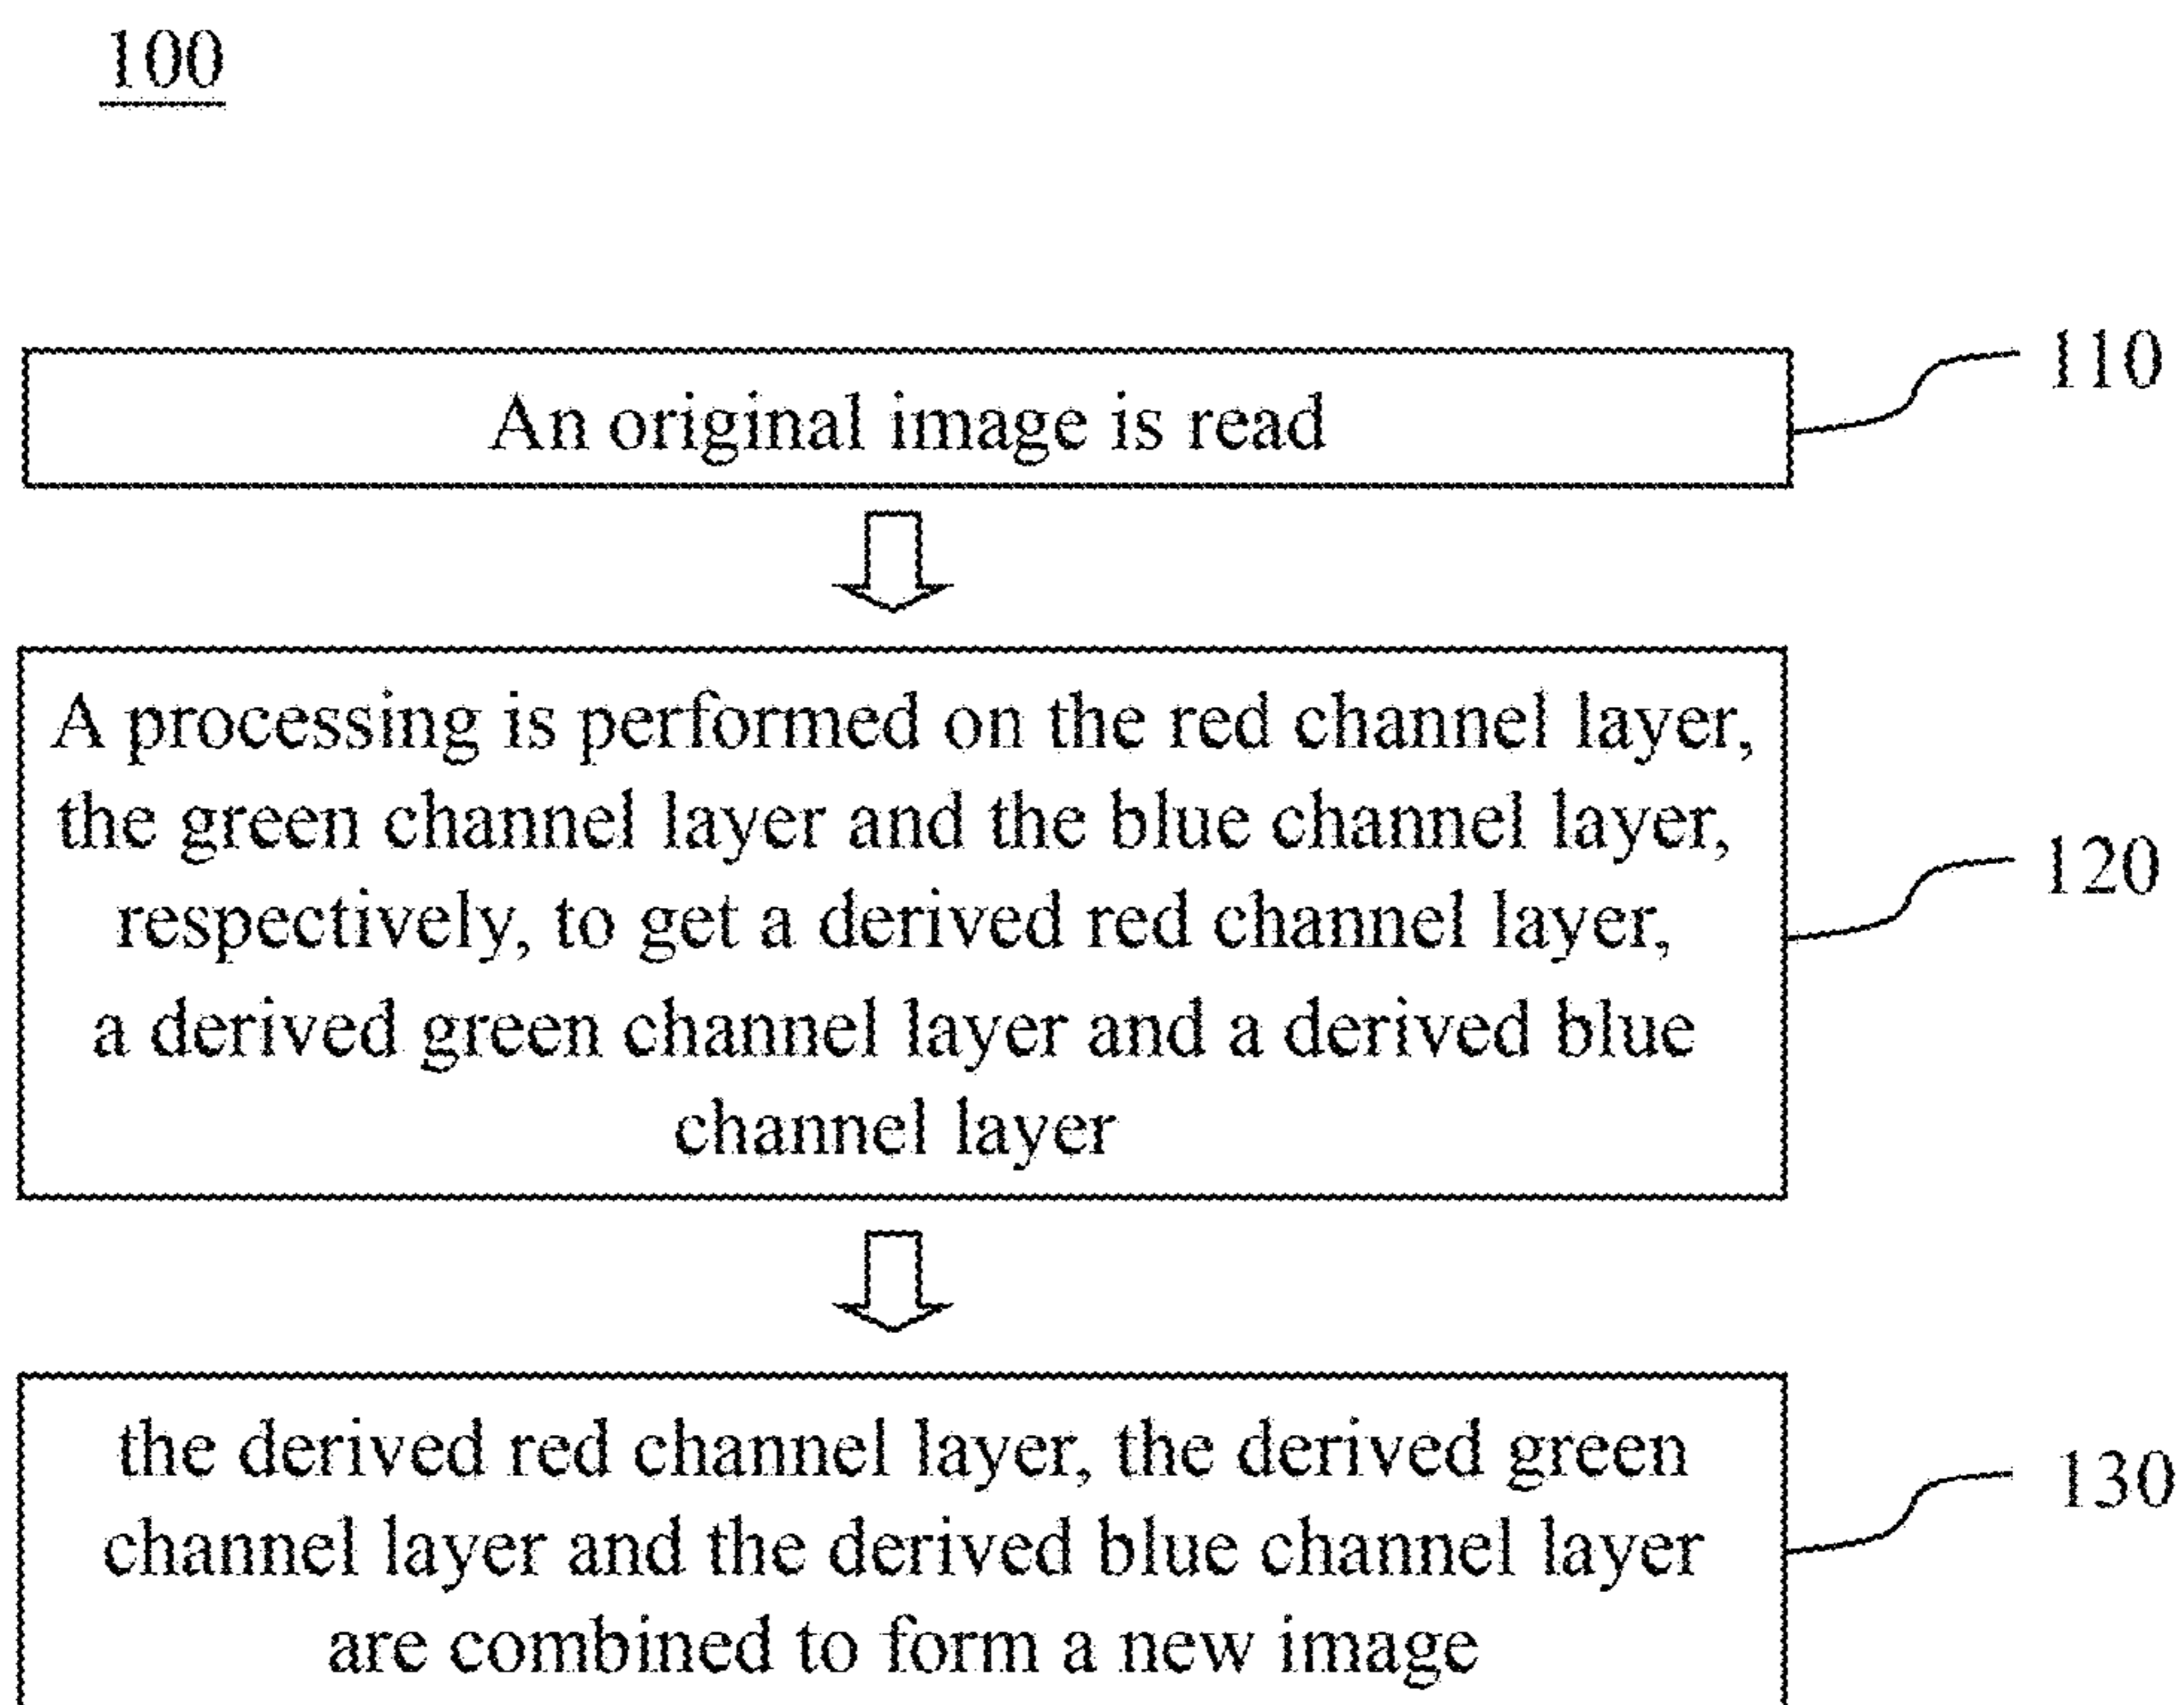 100
An original image is read
110
A processing is performed on the red channel layer,
the green channel layer and the blue channel layer,
respectively, to get a derived red channel layer,
a derived green channel layer and a derived blue
channel layer
120
the derived red channel layer, the derived green
channel layer and the derived blue channel layer
are combined to form a new image
130